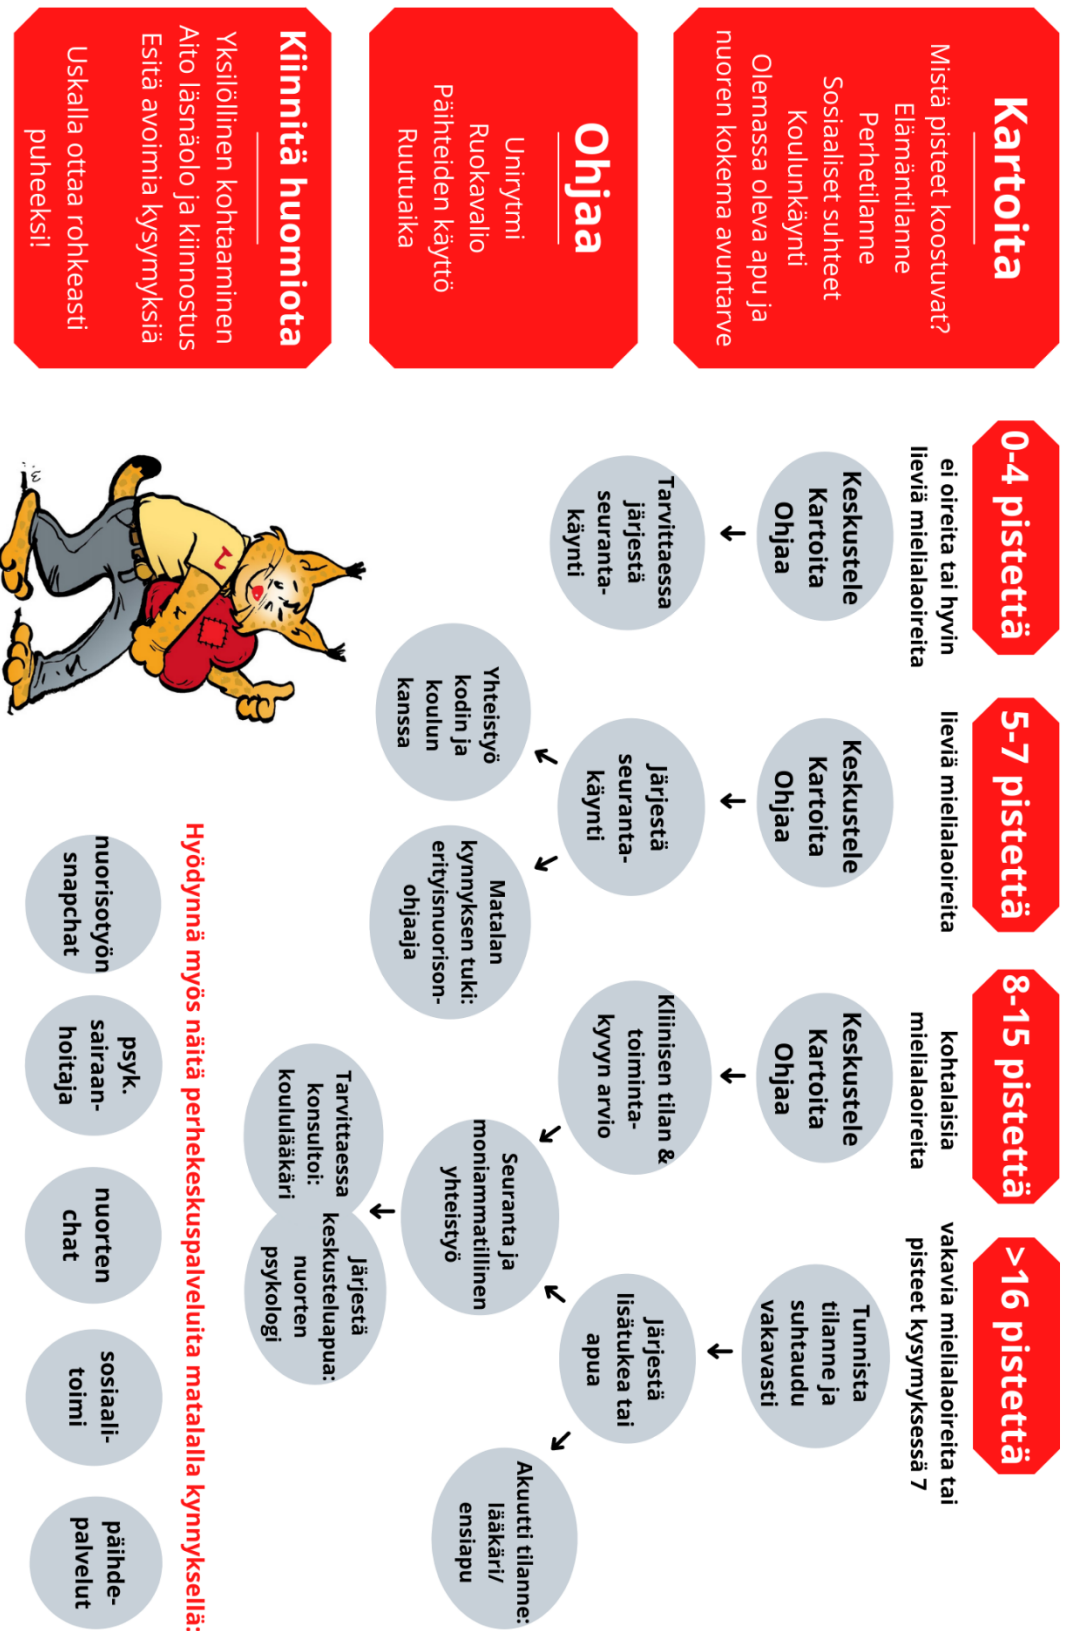 Kartoita
Mistä pisteet koostuvat?
Elämäntilanne
Perhetilanne
Sosiaaliset suhteet
Koulunkäynti
Olemassa oleva apu ja
nuoren kokema avuntarve
Ohjaa
Unirytmi
Ruokavalio
Päihteiden käyttö
Ruutuaika
Kiinnitä huomiota
Yksilöllinen kohtaaminen
Aito läsnäolo ja kiinnostus
Esitä avoimia kysymyksiä
Uskalla ottaa rohkeasti
puheeksi!
0-4 pistettä
ei oireita tai hyvin
lieviä mielialaoireita
Keskustele
Kartoita
Ohjaa
Tarvittaessa
järjestä
seuranta-
käynti
5-7 pistettä
lieviä mielialaoireita
Keskustele
Kartoita
Ohjaa
Järjestä
seuranta-
käynti
Yhteistyö
kodin ja
koulun
kanssa
Matalan
kynnyksen tuki:
erityisnuorison-
ohjaaja
8-15 pistettä
kohtalaisia
mielialaoireita
Keskustele
Kartoita
Ohjaa
Kliinisen tilan &
toiminta-
kyvyn arvio
Seuranta ja
moniammatillinen
yhteistyö
Tarvittaessa
konsultoi:
koululääkäri
Järjestä
keskusteluapua:
nuorten
psykologi
>16 pistettä
vakavia mielialaoireita tai
pisteet kysymyksessä 7
Tunnista
tilanne ja
suhtaudu
vakavasti
Järjestä
lisätukea tai
apua
Akuutti tilanne:
lääkäri/
ensiapu
Hyödynnä myös näitä perhekeskuspalveluita matalalla kynnyksellä:
nuorisotyön
snapchat
psyk.
sairaan-
hoitaja
nuorten
chat
sosiaali-
toimi
päihde-
palvelut